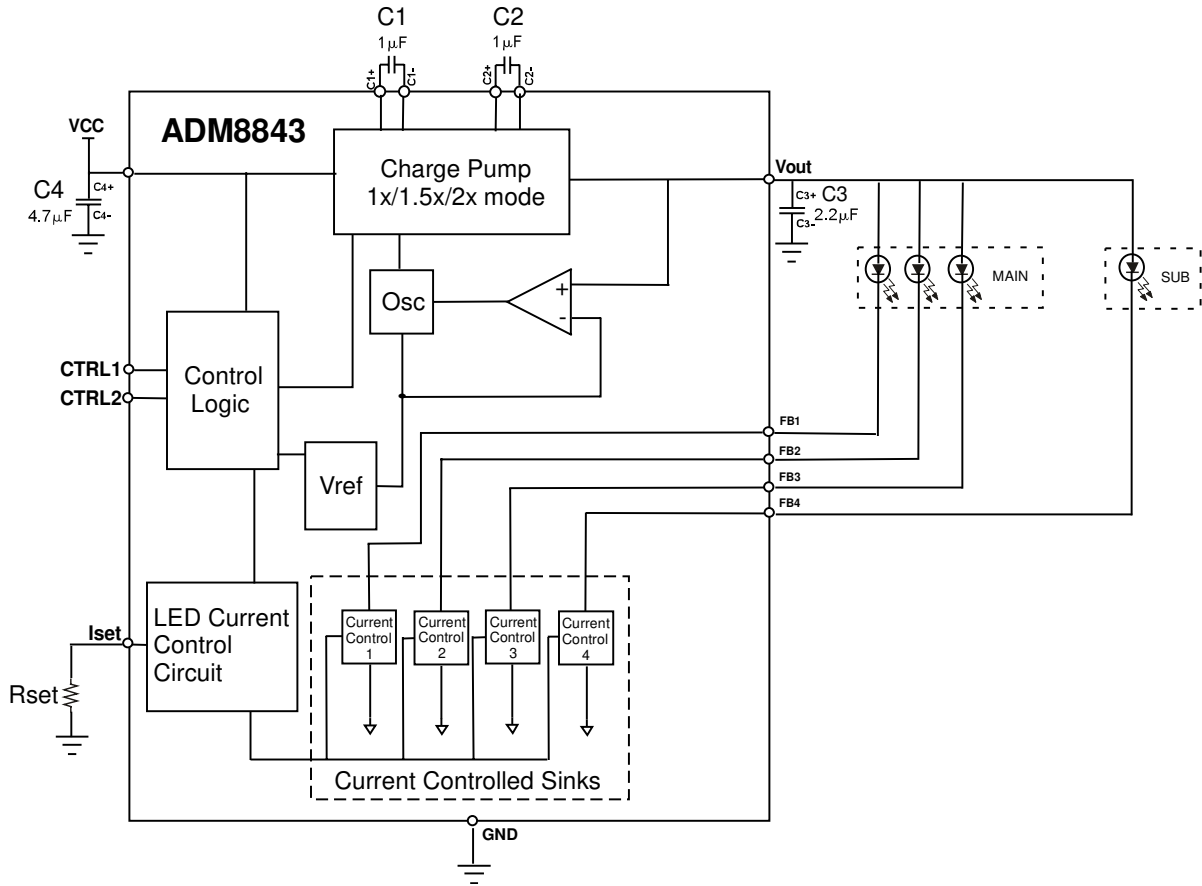 C1
1µF
C2
1µF
C1+
C1-
C2+
C2-
ADM8843
VCC
C4
4.7µF
C4+
C4-
Charge Pump
1x/1.5x/2x mode
Vout
C3+
C3-
C3
2.2µF
MAIN
SUB
Osc
+
-
CTRL1
CTRL2
Control
Logic
Vref
FB1
FB2
FB3
FB4
Iset
Rset
LED Current
Control
Circuit
Current
Control
1
Current
Control
2
Current
Control
3
Current
Control
4
Current Controlled Sinks
GND